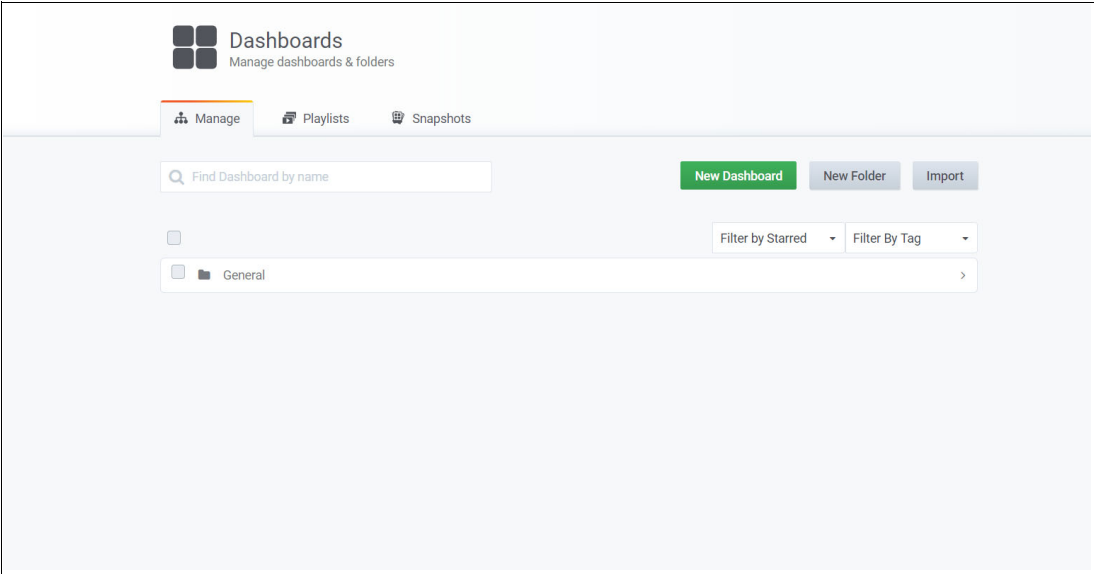 Dashboards
Manage dashboards & folders
Manage Playlists Snapshots
Find Dashboard by name New Dashboard New Folder Import
Filter by Starred Filter By Tag
General